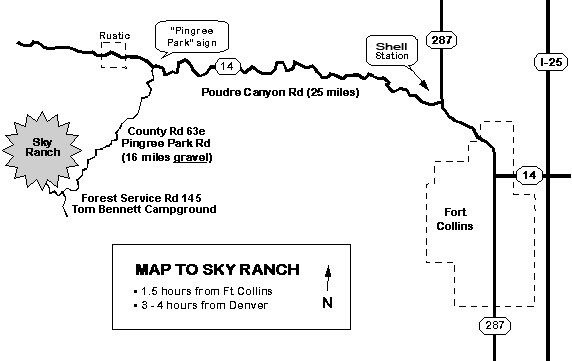 Rustic
"Pingree
Park" sign
14
Poudre Canyon Rd (25 miles)
Shell
Station
287
I-25
Sky
Ranch
County Rd 63e
Pingree Park Rd
(16 miles gravel)
Forest Service Rd 145
Tom Bennett Campground
Fort
Collins
14
MAP TO SKY RANCH
• 1.5 hours from Ft Collins
• 3 - 4 hours from Denver
N
287